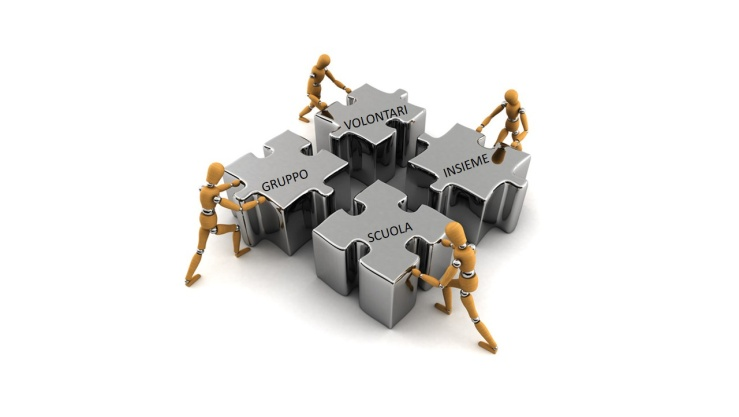 VOLONTARI
GRUPPO
INSIEME
SCUOLA